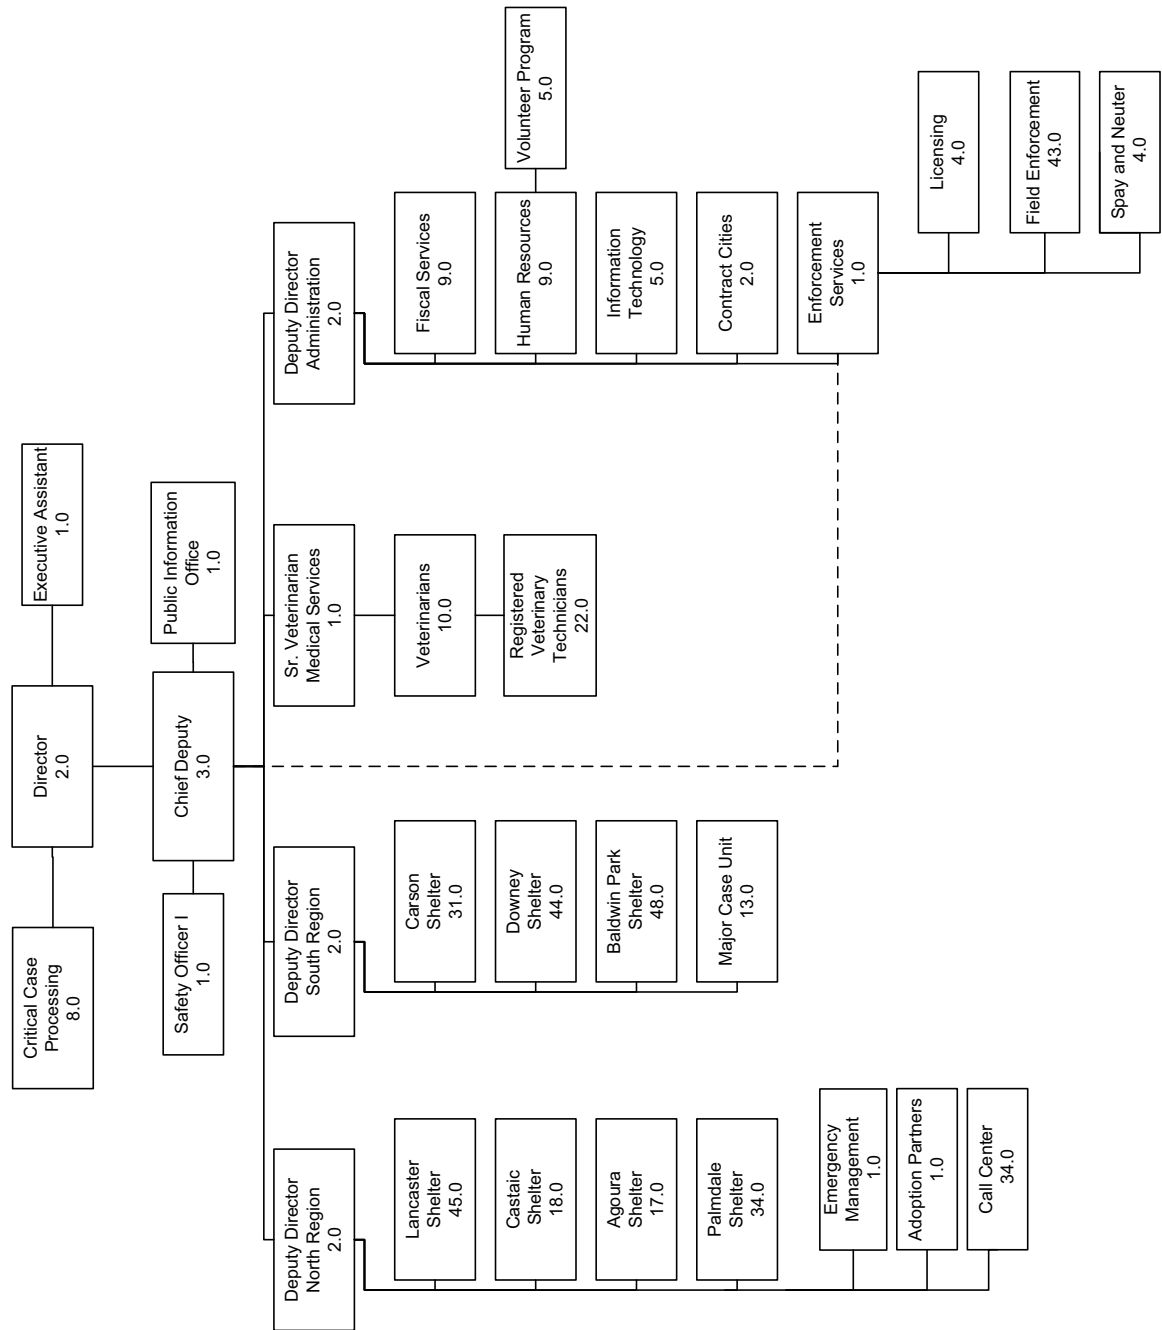 Director
2.0
Critical Case
Processing
8.0
Executive Assistant
1.0
Chief Deputy
3.0
Safety Officer I
1.0
Public Information
Office
1.0
Deputy Director
North Region
2.0
Lancaster
Shelter
45.0
Castaic
Shelter
18.0
Agoura
Shelter
17.0
Palmdale
Shelter
34.0
Emergency
Management
1.0
Adoption Partners
1.0
Call Center
34.0
Deputy Director
South Region
2.0
Carson
Shelter
31.0
Downey
Shelter
44.0
Baldwin Park
Shelter
48.0
Major Case Unit
13.0
Sr. Veterinarian
Medical Services
1.0
Veterinarians
10.0
Registered
Veterinary
Technicians
22.0
Deputy Director
Administration
2.0
Fiscal Services
9.0
Human Resources
9.0
Volunteer Program
5.0
Information
Technology
5.0
Contract Cities
2.0
Enforcement
Services
1.0
Licensing
4.0
Field Enforcement
43.0
Spay and Neuter
4.0